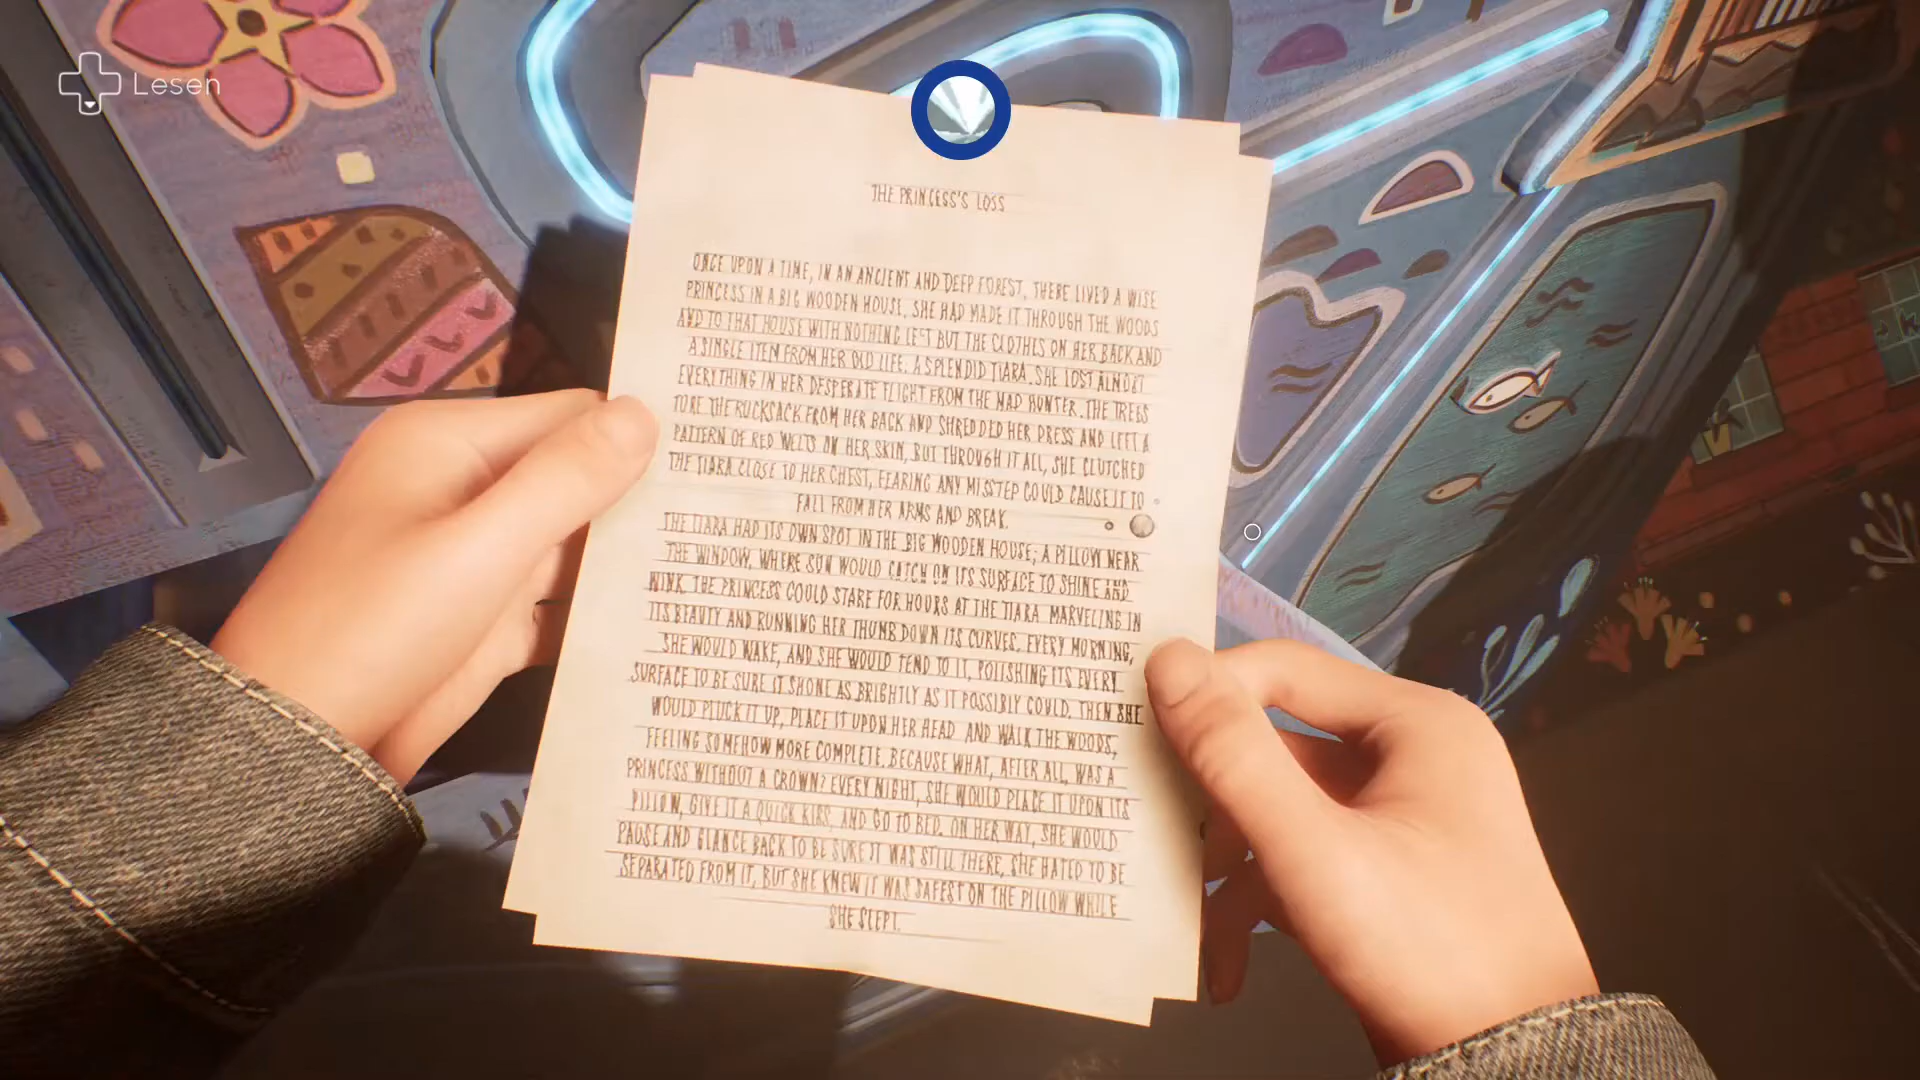 Lesen
THE PRINCESS'S LOSS
ONCE UPON A TIME, IN AN ANCIENT AND DEEP FOREST, THERE LIVED A WISE
PRINCESS IN A BIG WOODEN HOUSE. SHE HAD MADE IT THROUGH THE WOODS
AND TO THAT HOUSE WITH NOTHING LEFT BUT THE CLOTHES ON HER BACK AND
A SINGLE ITEM FROM HER OLD LIFE: A SPLENDID TIARA. SHE LOST ALMOST
EVERYTHING IN HER DESPERATE FLIGHT FROM THE MAD HUNTER. THE TREES
TORE THE RUCKSACK FROM HER BACK AND SHREDDED HER DRESS AND LEFT A
PATTERN OF RED WELTS ON HER SKIN, BUT THROUGH IT ALL, SHE CLUTCHED
THE TIARA CLOSE TO HER CHEST, FEARING ANY MISSTEP COULD CAUSE IT TO
FALL FROM HER ARMS AND BREAK.
THE TIARA HAD ITS OWN SPOT IN THE BIG WOODEN HOUSE; A PILLOW NEAR
THE WINDOW, WHERE SUN WOULD CATCH ON ITS SURFACE TO SHINE AND
WINK. THE PRINCESS COULD STARE FOR HOURS AT THE TIARA MARVELING IN
ITS BEAUTY AND RUNNING HER THUMB DOWN ITS CURVES. EVERY MORNING,
SHE WOULD WAKE, AND SHE WOULD TEND TO IT, POLISHING ITS EVERY
SURFACE TO BE SURE IT SHONE AS BRIGHTLY AS IT POSSIBLY COULD. THEN SHE
WOULD PLUCK IT UP, PLACE IT UPON HER HEAD AND WALK THE WOODS,
FEELING SOMEHOW MORE COMPLETE. BECAUSE WHAT, AFTER ALL, WAS A
PRINCESS WITHOUT A CROWN? EVERY NIGHT, SHE WOULD PLACE IT UPON ITS
PILLOW, GIVE IT A QUICK KISS, AND GO TO BED. ON HER WAY, SHE WOULD
PAUSE AND GLANCE BACK TO BE SURE IT WAS STILL THERE, SHE HATED TO BE
SEPARATED FROM IT, BUT SHE KNEW IT WAS SAFEST ON THE PILLOW WHILE
SHE SLEPT.